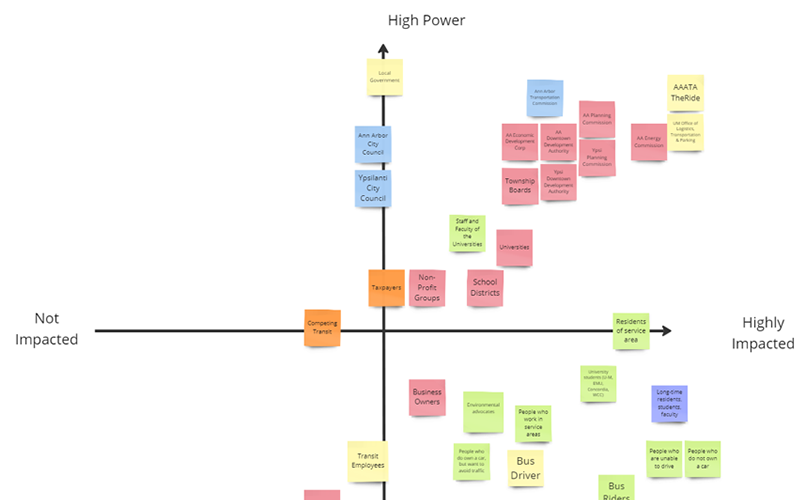 High Power
Local
Government
Ann Arbor
Transportation
Commission
AAATA
TheRide
AA Planning
Commission
UM Office of
Logistics,
Transportation
& Parking
Ann Arbor
City
Council
AA Economic
Development
Corp
AA
Downtown
Development
Authority
AA Energy
Commission
Ypsi
Planning
Commission
Ypsilanti
City
Council
Township
Boards
Ypsi
Downtown
Development
Authority
Staff and
Faculty of
the
Universities
Universities
Taxpayers
Non-
Profit
Groups
School
Districts
Not
Impacted
Competing
Transit
Residents
of service
area
Highly
Impacted
University
students (UM,
EMU,
Concordia,
WCC)
Business
Owners
Environmental
advocates
People who
work in
service
areas
Long-time
residents,
students,
faculty
Transit
Employees
People who
do own a car,
but want to
avoid traffic
Bus
Driver
People who
are unable
to drive
People who
do not own
a car
Bus
Riders